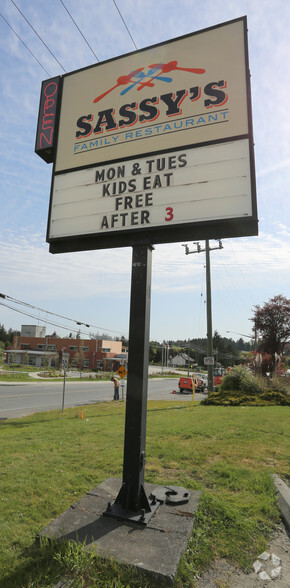 OPEN
SASSY'S
FAMILY RESTAURANT
MON & TUES
KIDS EAT
FREE
AFTER 3